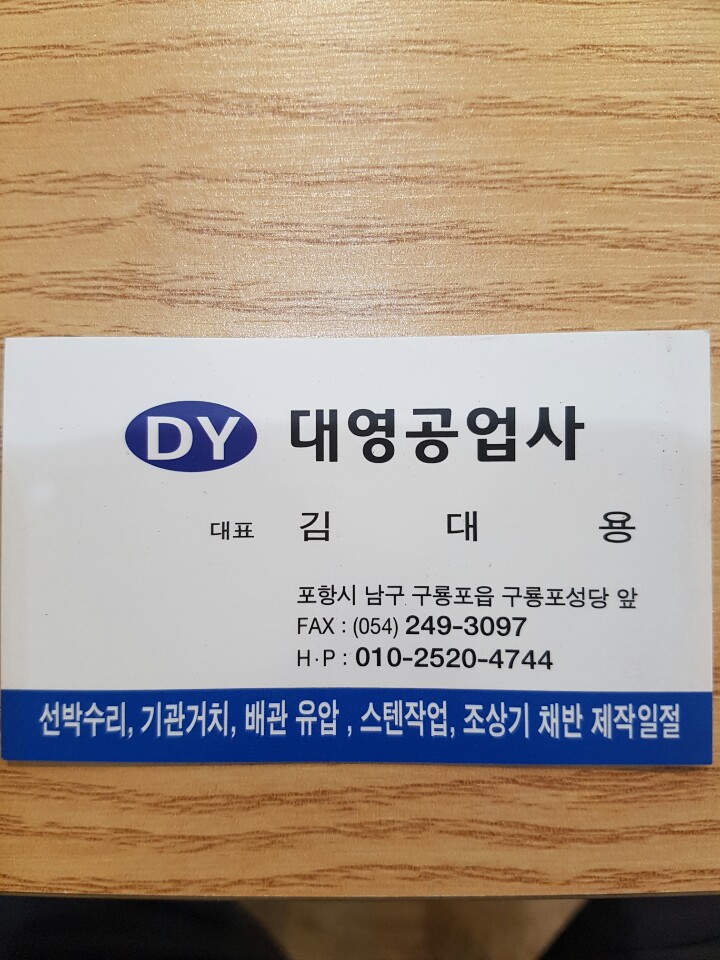 DY 대영공업사
대표 김 대 용
포항시 남구 구룡포읍 구룡포성당 앞
FAX : (054) 249-3097
H·P : 010-2520-4744
선박수리, 기관거치, 배관 유압 , 스텐작업, 조상기 채반 제작일절